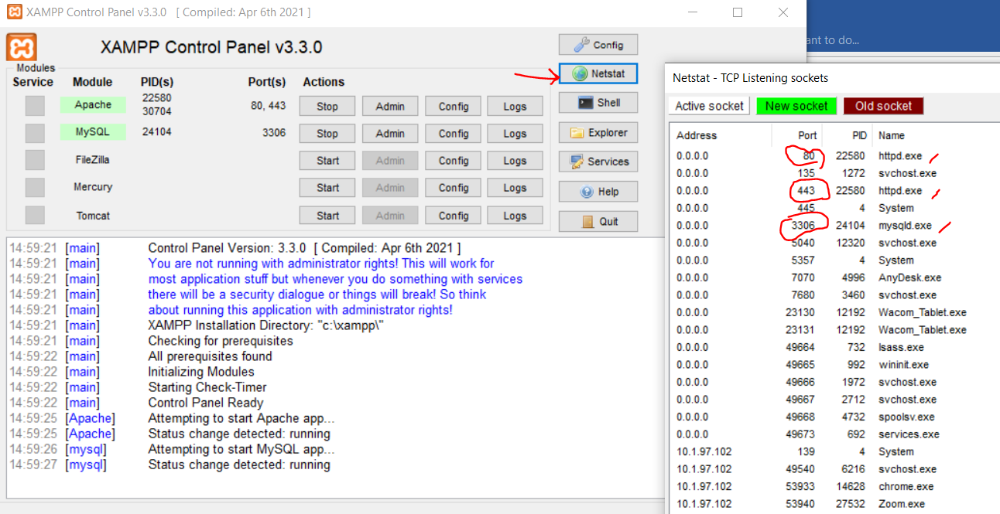 XAMPP Control Panel v3.3.0 [ Compiled: Apr 6th 2021 ]
XAMPP Control Panel v3.3.0
Modules
Service Module PID(s) Port(s) Actions
Apache 22580 30704 80, 443 Stop Admin Config Logs
MySQL 24104 3306 Stop Admin Config Logs
FileZilla Start Admin Config Logs
Mercury Start Admin Config Logs
Tomcat Start Admin Config Logs
Config
Netstat
Shell
Explorer
Services
Help
Quit
14:59:21 [main] Control Panel Version: 3.3.0 [ Compiled: Apr 6th 2021 ]
14:59:21 [main] You are not running with administrator rights! This will work for
14:59:21 [main] most application stuff but whenever you do something with services
14:59:21 [main] there will be a security dialogue or things will break! So think
14:59:21 [main] about running this application with administrator rights!
14:59:21 [main] XAMPP Installation Directory: "c:\xampp\"
14:59:21 [main] Checking for prerequisites
14:59:22 [main] All prerequisites found
14:59:22 [main] Initializing Modules
14:59:22 [main] Starting Check-Timer
14:59:22 [main] Control Panel Ready
14:59:25 [Apache] Attempting to start Apache app...
14:59:25 [Apache] Status change detected: running
14:59:26 [mysql] Attempting to start MySQL app...
14:59:27 [mysql] Status change detected: running
ant to do...
Netstat - TCP Listening sockets
Active socket New socket Old socket
Address Port PID Name
0.0.0.0 80 22580 httpd.exe
0.0.0.0 135 1272 svchost.exe
0.0.0.0 443 22580 httpd.exe
0.0.0.0 445 4 System
0.0.0.0 3306 24104 mysqld.exe
0.0.0.0 5040 12320 svchost.exe
0.0.0.0 5357 4 System
0.0.0.0 7070 4996 AnyDesk.exe
0.0.0.0 7680 3460 svchost.exe
0.0.0.0 23130 12192 Wacom_Tablet.exe
0.0.0.0 23131 12192 Wacom_Tablet.exe
0.0.0.0 49664 732 lsass.exe
0.0.0.0 49665 992 wininit.exe
0.0.0.0 49666 1972 svchost.exe
0.0.0.0 49667 2712 svchost.exe
0.0.0.0 49668 4732 spoolsv.exe
0.0.0.0 49673 692 services.exe
10.1.97.102 139 4 System
10.1.97.102 49540 6216 svchost.exe
10.1.97.102 53933 14628 chrome.exe
10.1.97.102 53940 27532 Zoom.exe